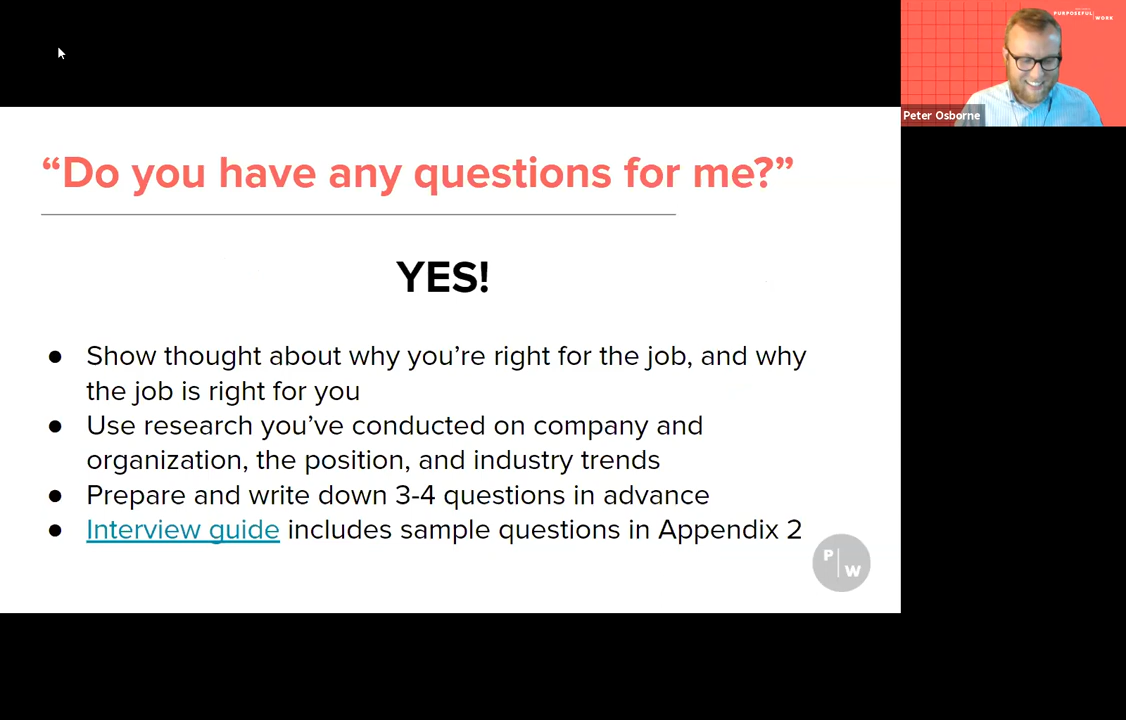 PURPOSEFUL WORK
Peter Osborne
“Do you have any questions for me?”
YES!
● Show thought about why you’re right for the job, and why
the job is right for you
● Use research you’ve conducted on company and
organization, the position, and industry trends
● Prepare and write down 3-4 questions in advance
● Interview guide includes sample questions in Appendix 2
P
W